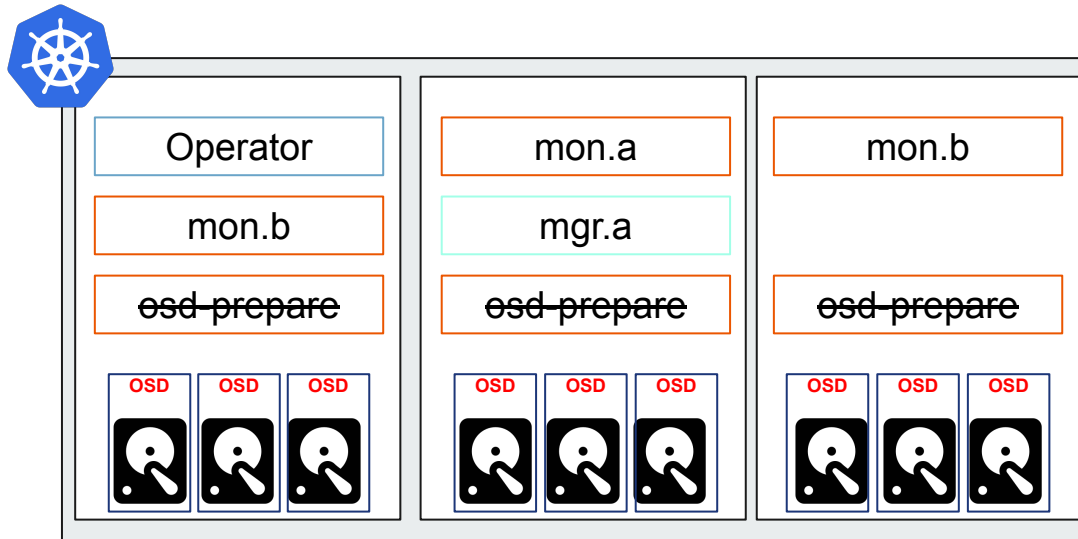 Operator
mon.b
osd-prepare
OSD OSD OSD
mon.a
mgr.a
osd-prepare
OSD OSD OSD
mon.b
osd-prepare
OSD OSD OSD